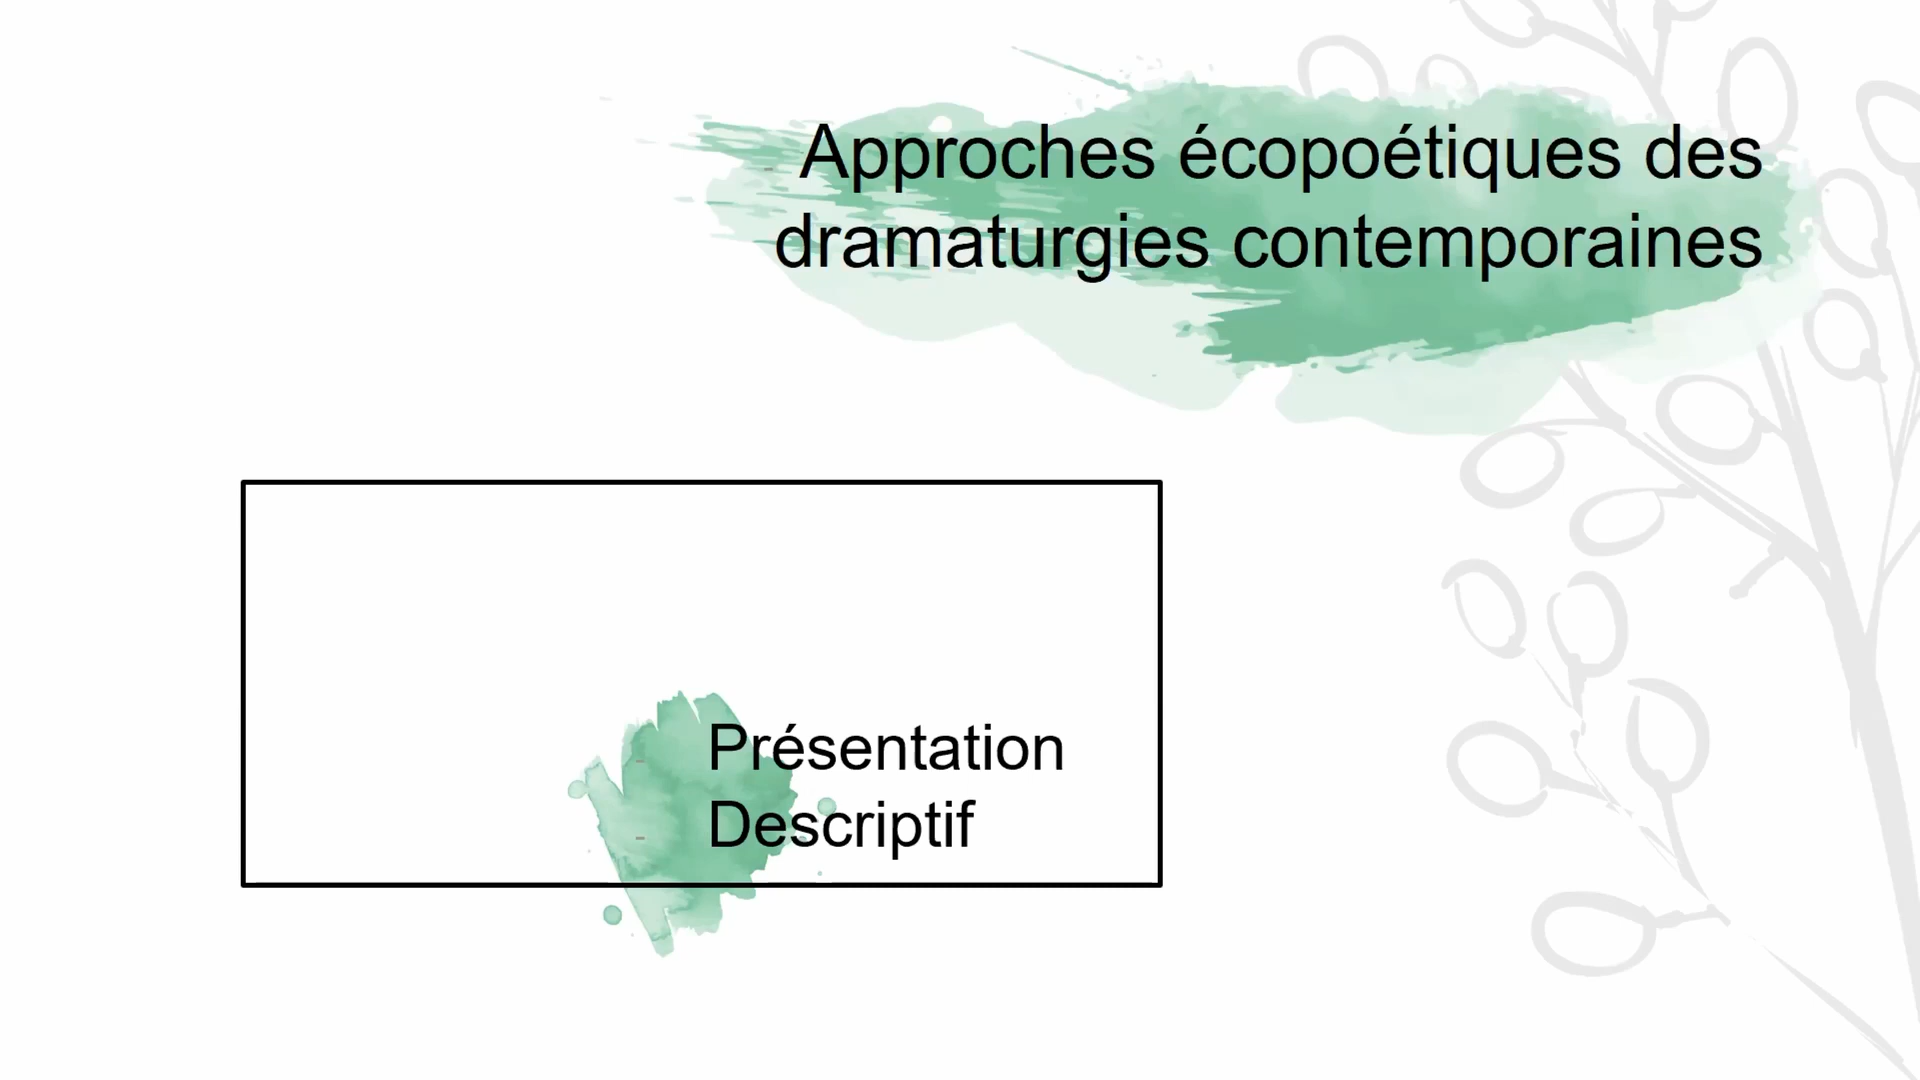 - Approches écopoétiques des
dramaturgies contemporaines
- Présentation
- Descriptif